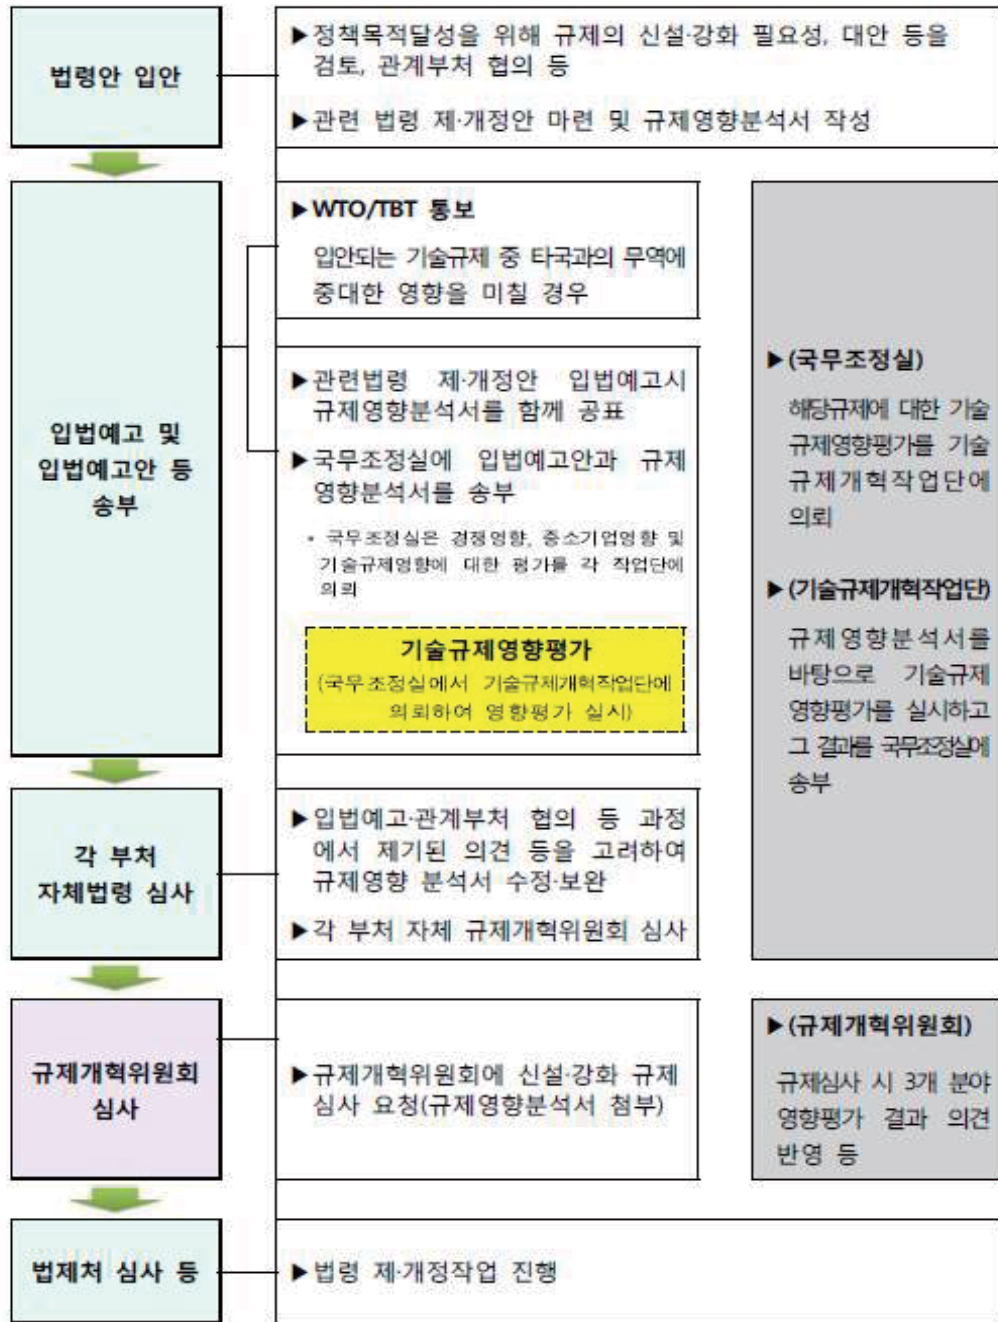 법령안 입안
▶정책목적달성을 위해 규제의 신설·강화 필요성, 대안 등을
검토, 관계부처 협의 등
▶관련 법령 제·개정안 마련 및 규제영향분석서 작성
입법예고 및
입법예고안 등
송부
▶WTO/TBT 통보
입안되는 기술규제 중 타국과의 무역에
중대한 영향을 미칠 경우
▶관련법령 제·개정안 입법예고시
규제영향분석서를 함께 공표
▶국무조정실에 입법예고안과 규제
영향분석서를 송부
* 국무조정실은 경쟁영향, 중소기업영향 및
기술규제영향에 대한 평가를 각 작업단에
의뢰
기술규제영향평가
(국무조정실에서 기술규제개혁작업단에
의뢰하여 영향평가 실시)
▶(국무조정실)
해당규제에 대한 기술
규제영향평가를 기술
규제개혁작업단에
의뢰
▶(기술규제개혁작업단)
규제영향분석서를
바탕으로 기술규제
영향평가를 실시하고
그 결과를 국무조정실에
송부
각 부처
자체법령 심사
▶입법예고·관계부처 협의 등 과정
에서 제기된 의견 등을 고려하여
규제영향 분석서 수정·보완
▶각 부처 자체 규제개혁위원회 심사
규제개혁위원회
심사
▶규제개혁위원회에 신설·강화 규제
심사 요청(규제영향분석서 첨부)
▶(규제개혁위원회)
규제심사 시 3개 분야
영향평가 결과 의견
반영 등
법제처 심사 등
▶법령 제·개정작업 진행